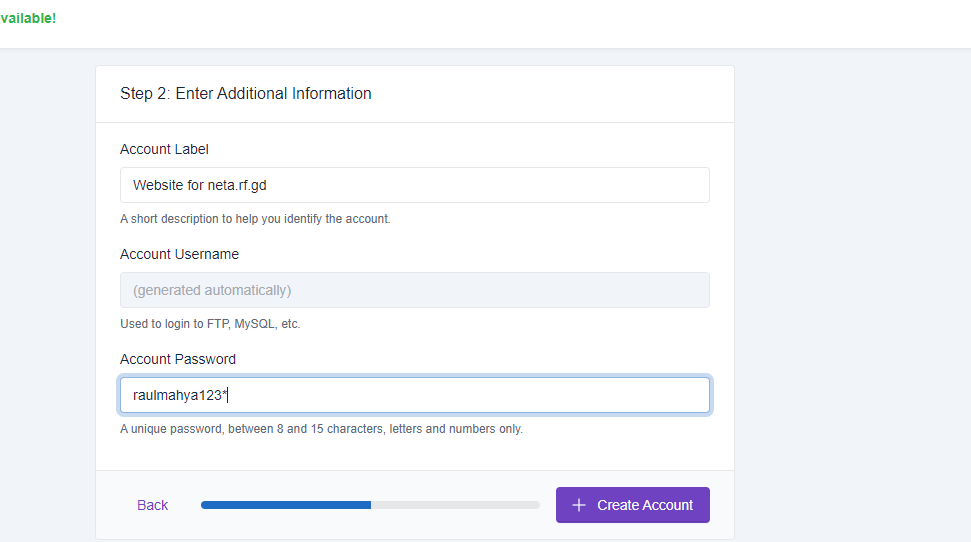 vailable!
Step 2: Enter Additional Information
Account Label
Website for neta.rf.gd
A short description to help you identify the account.
Account Username
(generated automatically)
Used to login to FTP, MySQL, etc.
Account Password
raulmahya123*
A unique password, between 8 and 15 characters, letters and numbers only.
Back
Create Account